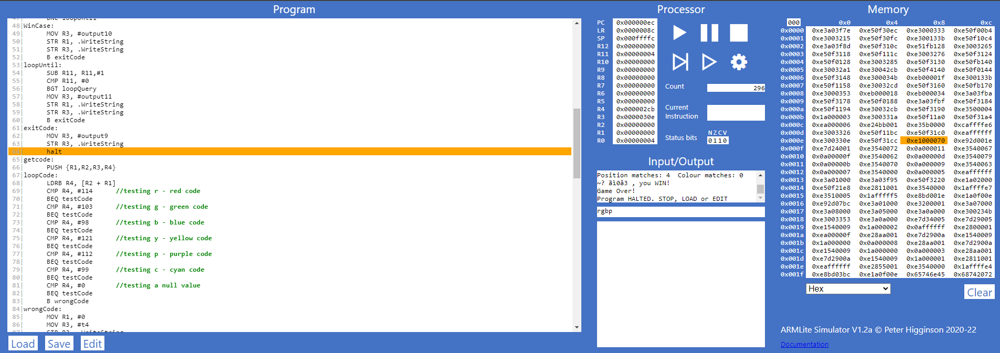 Program
47| BNE loopUntil
48|WinCase:
49| MOV R3, #output10
50| STR R1, .WriteString
51| STR R3, .WriteString
52| B exitCode
53|loopUntil:
54| SUB R11, R11,#1
55| CMP R11, #0
56| BGT loopQuery
57| MOV R3, #output11
58| STR R1, .WriteString
59| STR R3, .WriteString
60| B exitCode
61|exitCode:
62| MOV R3, #output9
63| STR R3, .WriteString
64| halt
65|getcode:
66| PUSH {R1,R2,R3,R4}
67|loopCode:
68| LDRB R4, [R2 + R1]
69| CMP R4, #114 //testing r - red code
70| BEQ testCode
71| CMP R4, #103 //testing g - green code
72| BEQ testCode
73| CMP R4, #98 //testing b - blue code
74| BEQ testCode
75| CMP R4, #121 //testing y - yellow code
76| BEQ testCode
77| CMP R4, #112 //testing p - purple code
78| BEQ testCode
79| CMP R4, #99 //testing c - cyan code
80| BEQ testCode
81| CMP R4, #0 //testing a null value
82| BEQ testCode
83| B wrongCode
84|wrongCode:
85| MOV R1, #0
86| MOV R3, #t4
87| STR R3, .WriteString
Load Save Edit
Processor
PC 0x000000ec
LR 0x0000008c
SP 0x000ffffc
R12 0x00000000
R11 0x00000004
R10 0x00000000
R9 0x00000000
R8 0x00000000
R7 0x00000000
R6 0x00000000
R5 0x00000000
R4 0x000002cb
R3 0x0000030e
R2 0x00000000
R1 0x00000000
R0 0x00000004
Count 296
Current
Instruction
NZCV
Status bits 0110
Input/Output
Position matches: 4 Colour matches: 0
~? ãì0å3 , you WIN!
Game Over!
Program HALTED. STOP, LOAD or EDIT
rgbp
Memory
000 0x0 0x4 0x8 0xc
0x0000 0xe3a03f7e 0xe50f30ec 0xe3000333 0xe50f00b4
0x0001 0xe3003215 0xe50f30fc 0xe300133b 0xe50f10c4
0x0002 0xe3a03f8d 0xe50f310c 0xe51fb128 0xe3003265
0x0003 0xe50f3118 0xe50f111c 0xe3003276 0xe50f3124
0x0004 0xe50f0128 0xe3003285 0xe50f3130 0xe50fb140
0x0005 0xe30032a1 0xe30042cb 0xe50f4140 0xe50f0144
0x0006 0xe50f3148 0xe300034b 0xeb00001f 0xe300133b
0x0007 0xe50f1158 0xe30032cd 0xe50f3160 0xe50fb170
0x0008 0xe3000353 0xeb000018 0xeb000034 0xe3a03fba
0x0009 0xe50f3178 0xe50f0188 0xe3a03fbf 0xe50f3184
0x000a 0xe50f1194 0xe30032cb 0xe50f3190 0xe3500004
0x000b 0x1a000003 0xe300331a 0xe50f11a0 0xe50f31a4
0x000c 0xea000006 0xe24bb001 0xe35b0000 0xcaffffe6
0x000d 0xe3003326 0xe50f11bc 0xe50f31c0 0xeaffffff
0x000e 0xe300330e 0xe50f31cc 0xe1000070 0xe92d001e
0x000f 0xe7d24001 0xe3540072 0x0a000011 0xe3540067
0x0010 0x0a00000f 0xe3540062 0x0a00000d 0xe3540079
0x0011 0x0a00000b 0xe3540070 0x0a000009 0xe3540063
0x0012 0x0a000007 0xe3540000 0x0a000005 0xeaffffff
0x0013 0xe3a01000 0xe3a03f95 0xe50f3220 0xe1a02000
0x0014 0xe50f21e8 0xe2811001 0xe3540000 0x1affffe7
0x0015 0xe3510005 0x1afffff5 0xe8bd001e 0xe1a0f00e
0x0016 0xe92d07bc 0xe3a01000 0xe3200001 0xe3a07000
0x0017 0xe3a08000 0xe3a05000 0xe3a0a000 0xe300234b
0x0018 0xe3003353 0xe3a0a000 0xe7d34005 0xe7d29005
0x0019 0xe1540009 0x1a000002 0x0affffff 0xe2800001
0x001a 0xea00000f 0xe28aa001 0xe7d2900a 0xe1540009
0x001b 0x1a000000 0x0a000008 0xe28aa001 0xe7d2900a
0x001c 0xe1540009 0x1a000000 0x0a000003 0xe28aa001
0x001d 0xe7d2900a 0xe1540009 0x1a000001 0xe2811001
0x001e 0xeaffffff 0xe2855001 0xe3540000 0x1affffe4
0x001f 0xe8bd03bc 0xe1a0f00e 0x65746e45 0x68742072
Hex
Clear
ARMLite Simulator V1.2a © Peter Higginson 2020-22
Documentation